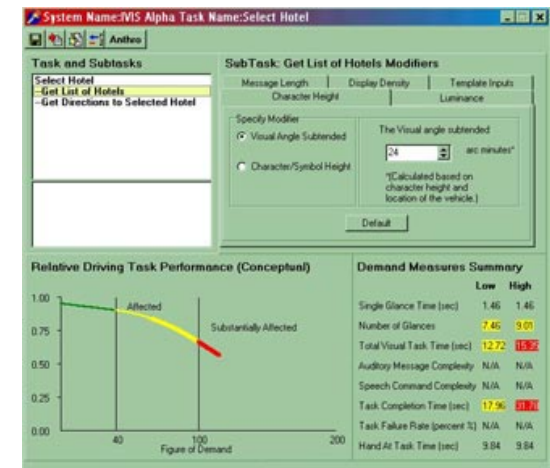 System Name:IVIS Alpha Task Name:Select Hotel
Anthro
Task and Subtasks
Select Hotel
--Get List of Hotels
--Get Directions to Selected Hotel
SubTask: Get List of Hotels Modifiers
Message Length Display Density Template Inputs
Character Height Luminance
Specify Modifier
Visual Angle Subtended
Character/Symbol Height
The Visual angle subtended
24 arc minutes*
*(Calculated based on
character height and
location of the vehicle.)
Default
Relative Driving Task Performance (Conceptual)
1.00
0.75
0.50
0.25
0.00
Affected
Substantially Affected
40 100 200
Figure of Demand
Demand Measures Summary
Low High
Single Glance Time (sec) 1.46 1.46
Number of Glances 7.46 9.01
Total Visual Task Time (sec) 12.72
Auditory Message Complexity N/A N/A
Speech Command Complexity N/A N/A
Task Completion Time (sec) 17.96
Task Failure Rate (percent %) N/A N/A
Hand At Task Time (sec) 9.84 9.84